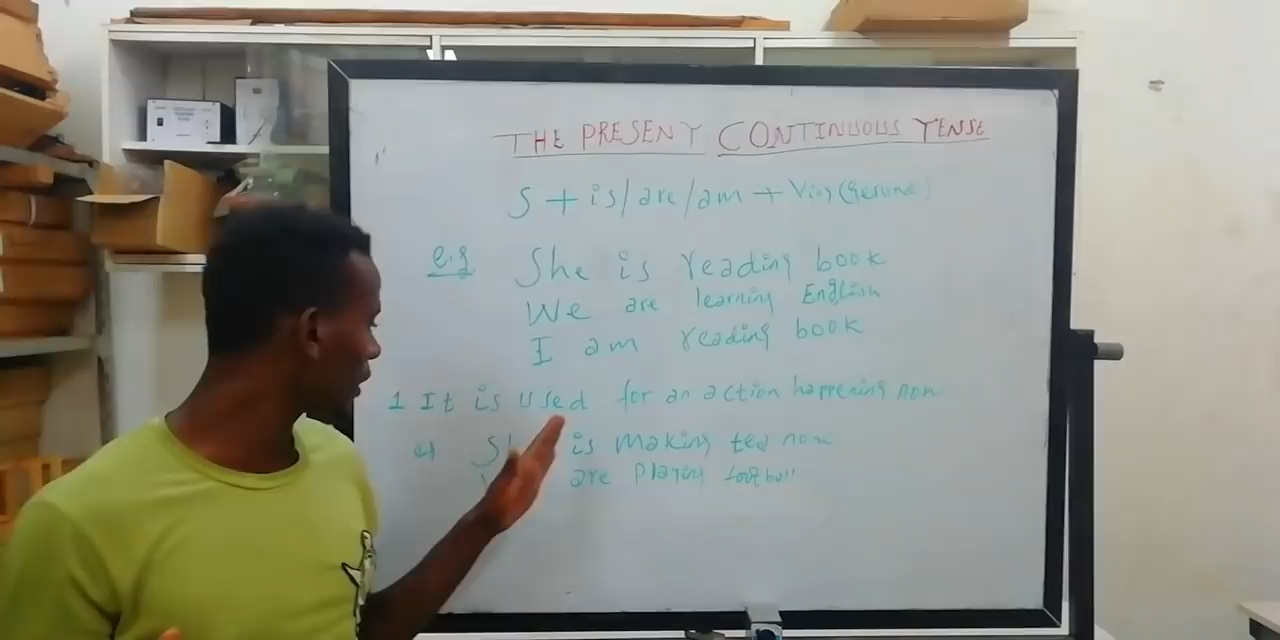 THE PRESENT CONTINUOUS TENSE
S + is/are/am + Ving (Gerund)
e.g She is reading book
We are learning English
I am reading book
1 It is used for an action happening now
is making tea now
are playing football